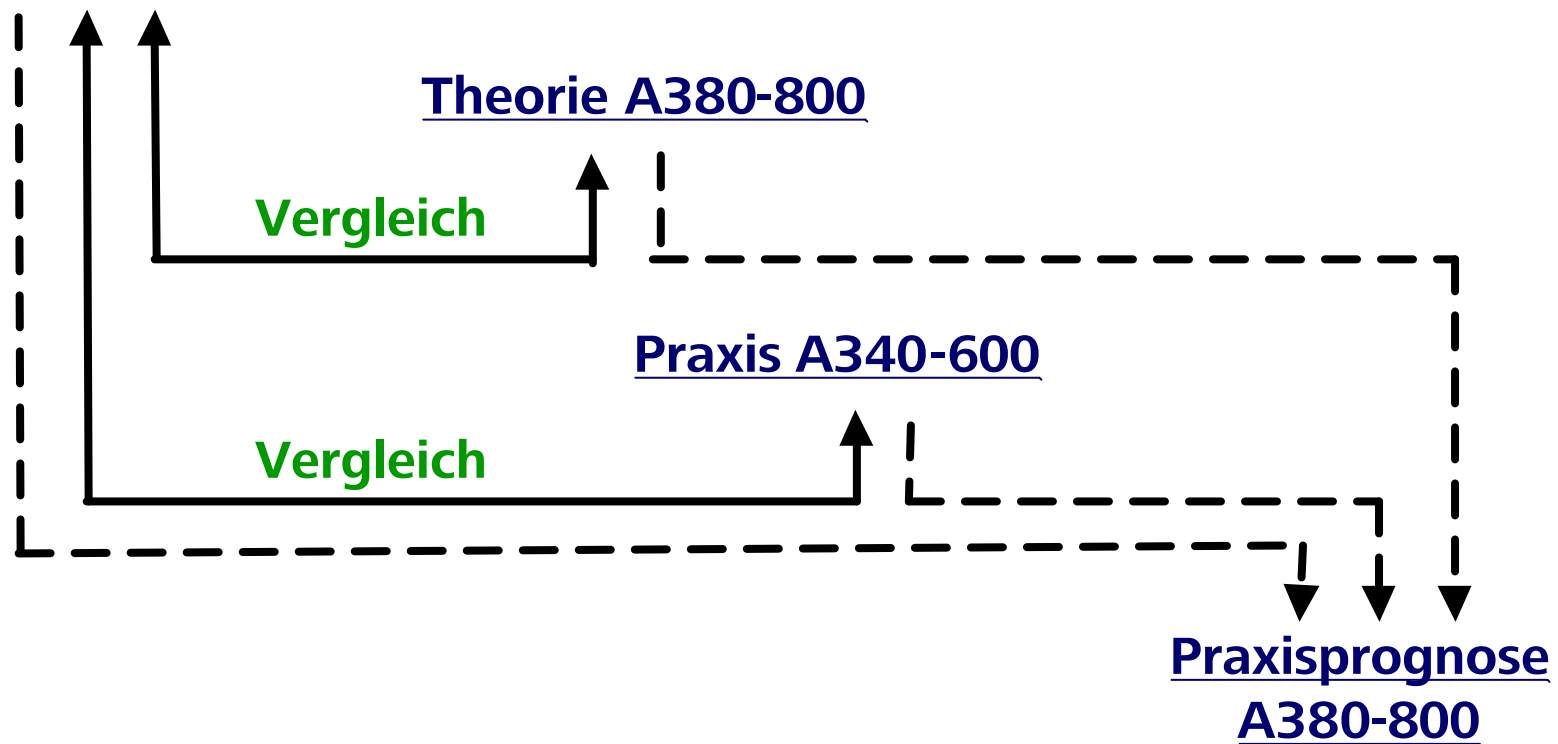 Theorie A380-800
Vergleich
Praxis A340-600
Vergleich
Praxisprognose
A380-800